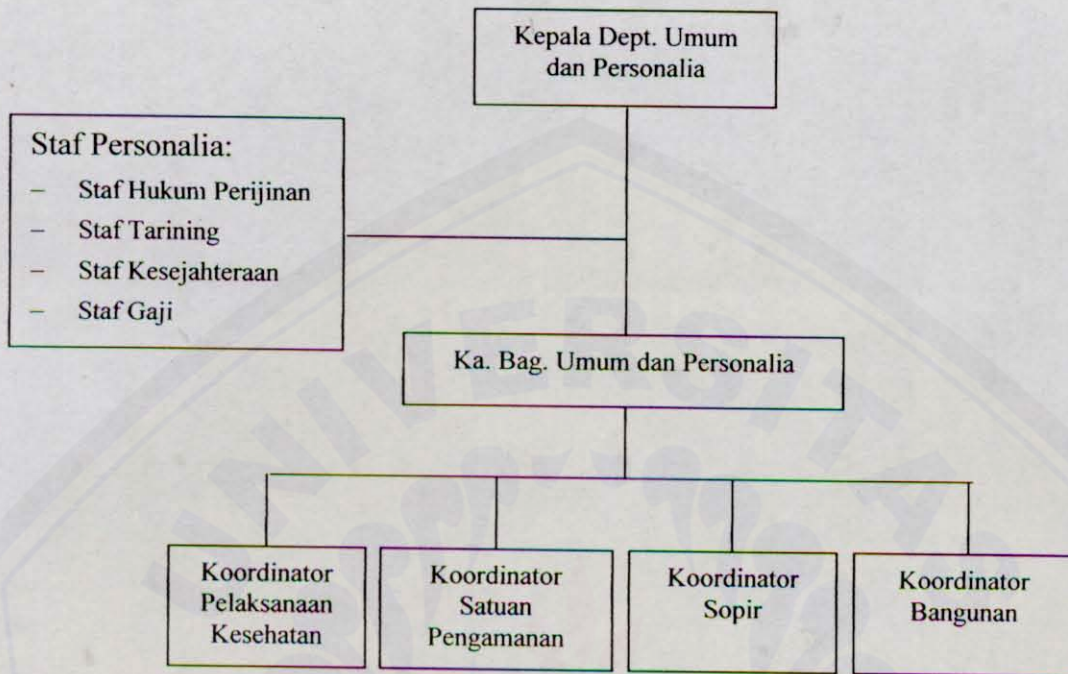 Kepala Dept. Umum
dan Personalia
Staf Personalia:
– Staf Hukum Perijinan
– Staf Tarining
– Staf Kesejahteraan
– Staf Gaji
Ka. Bag. Umum dan Personalia
Koordinator
Pelaksanaan
Kesehatan
Koordinator
Satuan
Pengamanan
Koordinator
Sopir
Koordinator
Bangunan
UNIVERSITAS